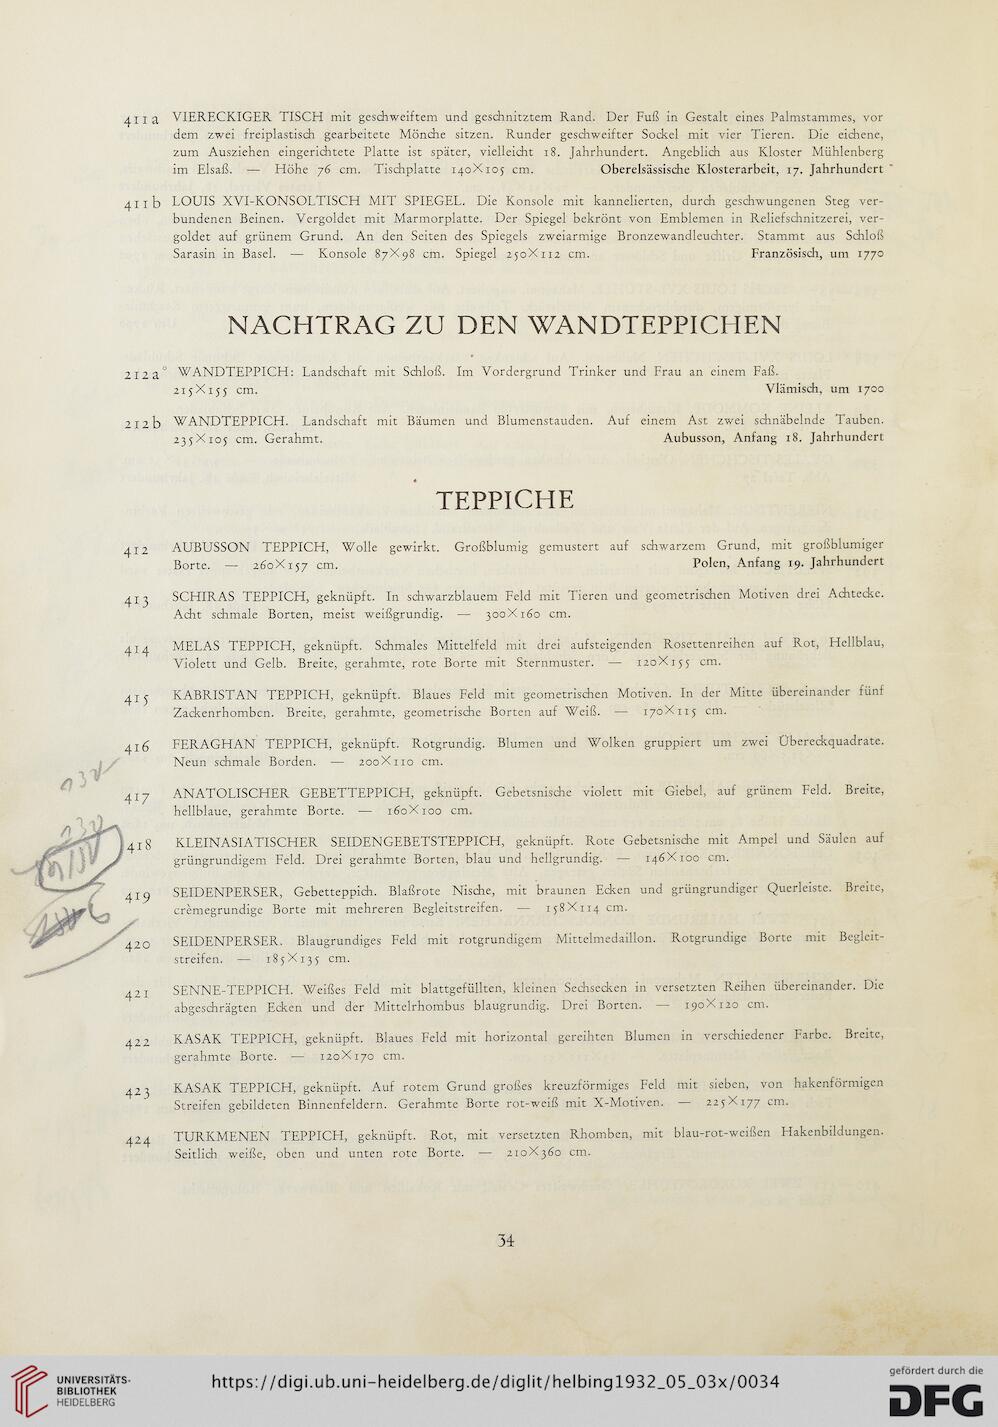 411a VIERECKIGER TISCH mit geschweiftem und geschnitztem Rand. Der Fuß in Gestalt eines Palmstammes, vor
dem zwei freiplastisch gearbeitete Mönche sitzen. Runder geschweifter Sockel mit vier Tieren. Die eichene,
zum Ausziehen eingerichtete Platte ist später, vielleicht 18. Jahrhundert. Angeblich aus Kloster Mühlenberg
im Elsaß. — Höhe 76 cm. Tischplatte 140×105 cm. Oberelsässische Klosterarbeit, 17. Jahrhundert
411b LOUIS XVI-KONSOLTISCH MIT SPIEGEL. Die Konsole mit kannelierten, durch geschwungenen Steg ver-
bundenen Beinen. Vergoldet mit Marmorplatte. Der Spiegel bekrönt von Emblemen in Reliefschnitzerei, ver-
goldet auf grünem Grund. An den Seiten des Spiegels zweiarmige Bronzewandleuchter. Stammt aus Schloß
Sarasin in Basel. — Konsole 87×98 cm. Spiegel 250×112 cm. Französisch, um 1770
NACHTRAG ZU DEN WANDTEPPICHEN
212a° WANDTEPPICH: Landschaft mit Schloß. Im Vordergrund Trinker und Frau an einem Faß.
215×155 cm. Vlämisch, um 1700
212b WANDTEPPICH. Landschaft mit Bäumen und Blumenstauden. Auf einem Ast zwei schnäbelnde Tauben.
235×105 cm. Gerahmt. Aubusson, Anfang 18. Jahrhundert
TEPPICHE
412 AUBUSSON TEPPICH, Wolle gewirkt. Großblumig gemustert auf schwarzem Grund, mit großblumiger
Borte. — 260×157 cm. Polen, Anfang 19. Jahrhundert
413 SCHIRAS TEPPICH, geknüpft. In schwarzblauem Feld mit Tieren und geometrischen Motiven drei Achtecke.
Acht schmale Borten, meist weißgrundig. — 300×160 cm.
414 MELAS TEPPICH, geknüpft. Schmales Mittelfeld mit drei aufsteigenden Rosettenreihen auf Rot, Hellblau,
Violett und Gelb. Breite, gerahmte, rote Borte mit Sternmuster. — 120×155 cm.
415 KABRISTAN TEPPICH, geknüpft. Blaues Feld mit geometrischen Motiven. In der Mitte übereinander fünf
Zackenrhomben. Breite, gerahmte, geometrische Borten auf Weiß. — 170×115 cm.
416 FERAGHAN TEPPICH, geknüpft. Rotgrundig. Blumen und Wolken gruppiert um zwei Übereckquadrate.
Neun schmale Borden. — 200×110 cm.
417 ANATOLISCHER GEBETTEPPICH, geknüpft. Gebetsnische violett mit Giebel, auf grünem Feld. Breite,
hellblaue, gerahmte Borte. — 160×100 cm.
418 KLEINASIATISCHER SEIDENGEBETSTEPPICH, geknüpft. Rote Gebetsnische mit Ampel und Säulen auf
grüngrundigem Feld. Drei gerahmte Borten, blau und hellgrundig. — 146×100 cm.
419 SEIDENPERSER, Gebetteppich. Blaßrote Nische, mit braunen Ecken und grüngrundiger Querleiste. Breite,
crèmegrundige Borte mit mehreren Begleitstreifen. — 158×114 cm.
420 SEIDENPERSER. Blaugrundiges Feld mit rotgrundigem Mittelmedaillon. Rotgrundige Borte mit Begleit-
streifen. — 185×135 cm.
421 SENNE-TEPPICH. Weißes Feld mit blattgefüllten, kleinen Sechsecken in versetzten Reihen übereinander. Die
abgeschrägten Ecken und der Mittelrhombus blaugrundig. Drei Borten. — 190×120 cm.
422 KASAK TEPPICH, geknüpft. Blaues Feld mit horizontal gereihten Blumen in verschiedener Farbe. Breite,
gerahmte Borte. — 120×170 cm.
423 KASAK TEPPICH, geknüpft. Auf rotem Grund großes kreuzförmiges Feld mit sieben, von hakenförmigen
Streifen gebildeten Binnenfeldern. Gerahmte Borte rot-weiß mit X-Motiven. — 225×177 cm.
424 TURKMENEN TEPPICH, geknüpft. Rot, mit versetzten Rhomben, mit blau-rot-weißen Hakenbildungen.
Seitlich weiße, oben und unten rote Borte. — 210×360 cm.
34
UNIVERSITÄTS-
BIBLIOTHEK
HEIDELBERG
https://digi.ub.uni-heidelberg.de/diglit/helbing1932_05_03x/0034
gefördert durch die
DFG